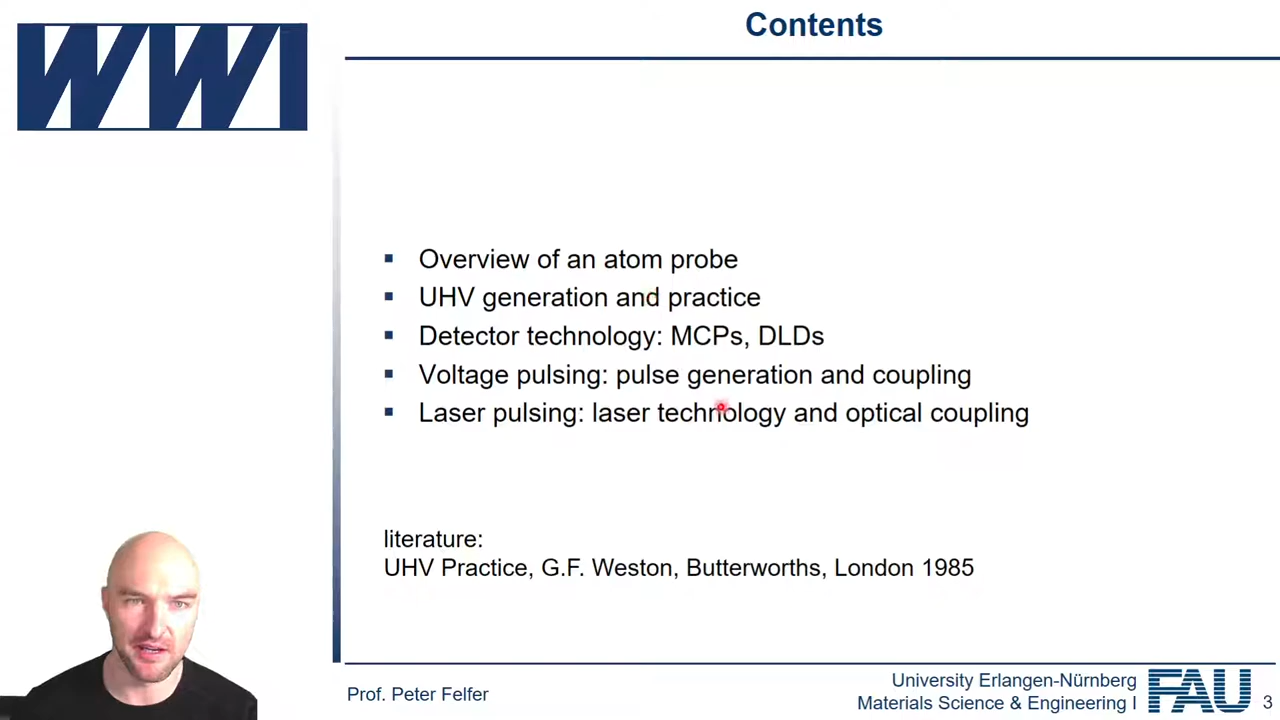 WWI
Contents
Overview of an atom probe
UHV generation and practice
Detector technology: MCPs, DLDs
Voltage pulsing: pulse generation and coupling
Laser pulsing: laser technology and optical coupling
literature:
UHV Practice, G.F. Weston, Butterworths, London 1985
Prof. Peter Felfer
University Erlangen-Nürnberg
Materials Science & Engineering I
FAU
3